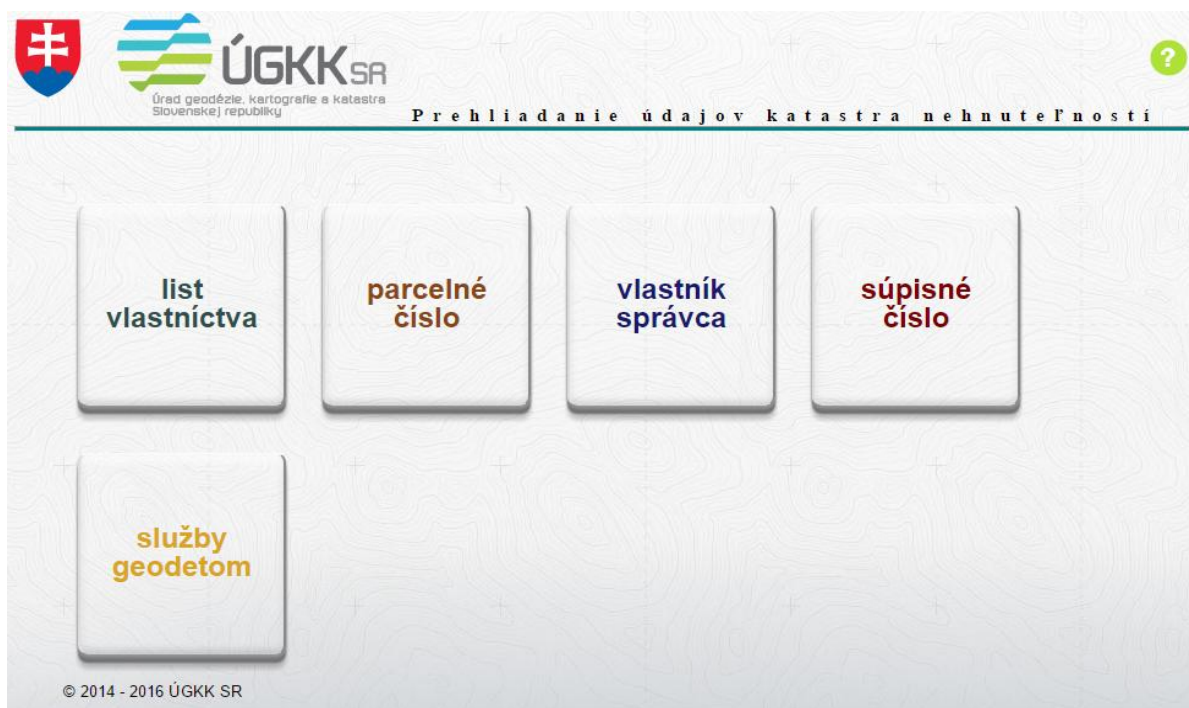 ÚGKK SR
Úrad geodézie, kartografie a katastra
Slovenskej republiky
?
Prehliadanie údajov katastra nehnuteľností
list
vlastníctva
parcelné
číslo
vlastník
správca
súpisné
číslo
služby
geodetom
© 2014 - 2016 ÚGKK SR